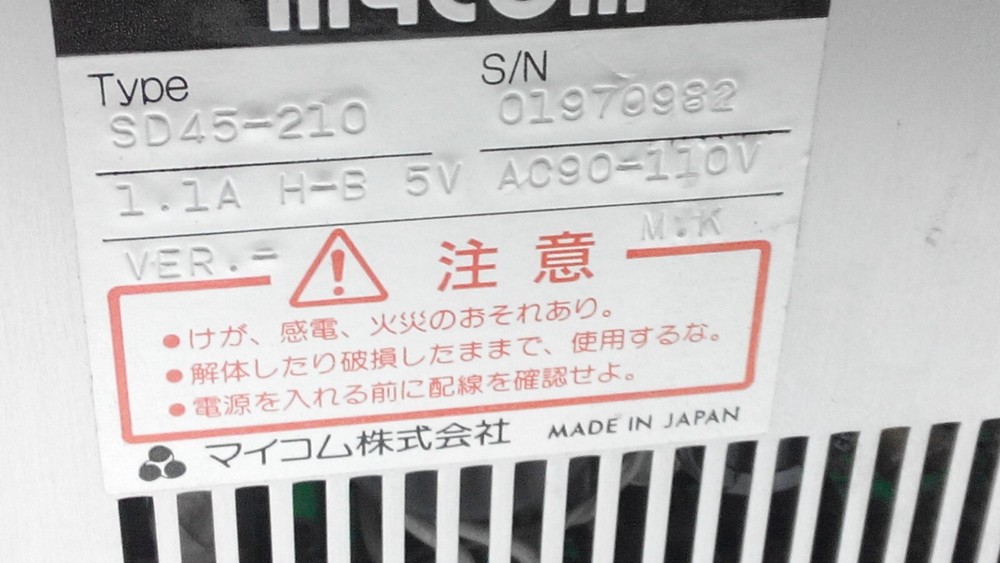 mycom
Type S/N
SD45-210 01970982
1.1A H-B 5V AC90-110V
VER.- M.K
注意
●けが、感電、火災のおそれあり。
●解体したり破損したままで、使用するな。
●電源を入れる前に配線を確認せよ。
マイコム株式会社 MADE IN JAPAN